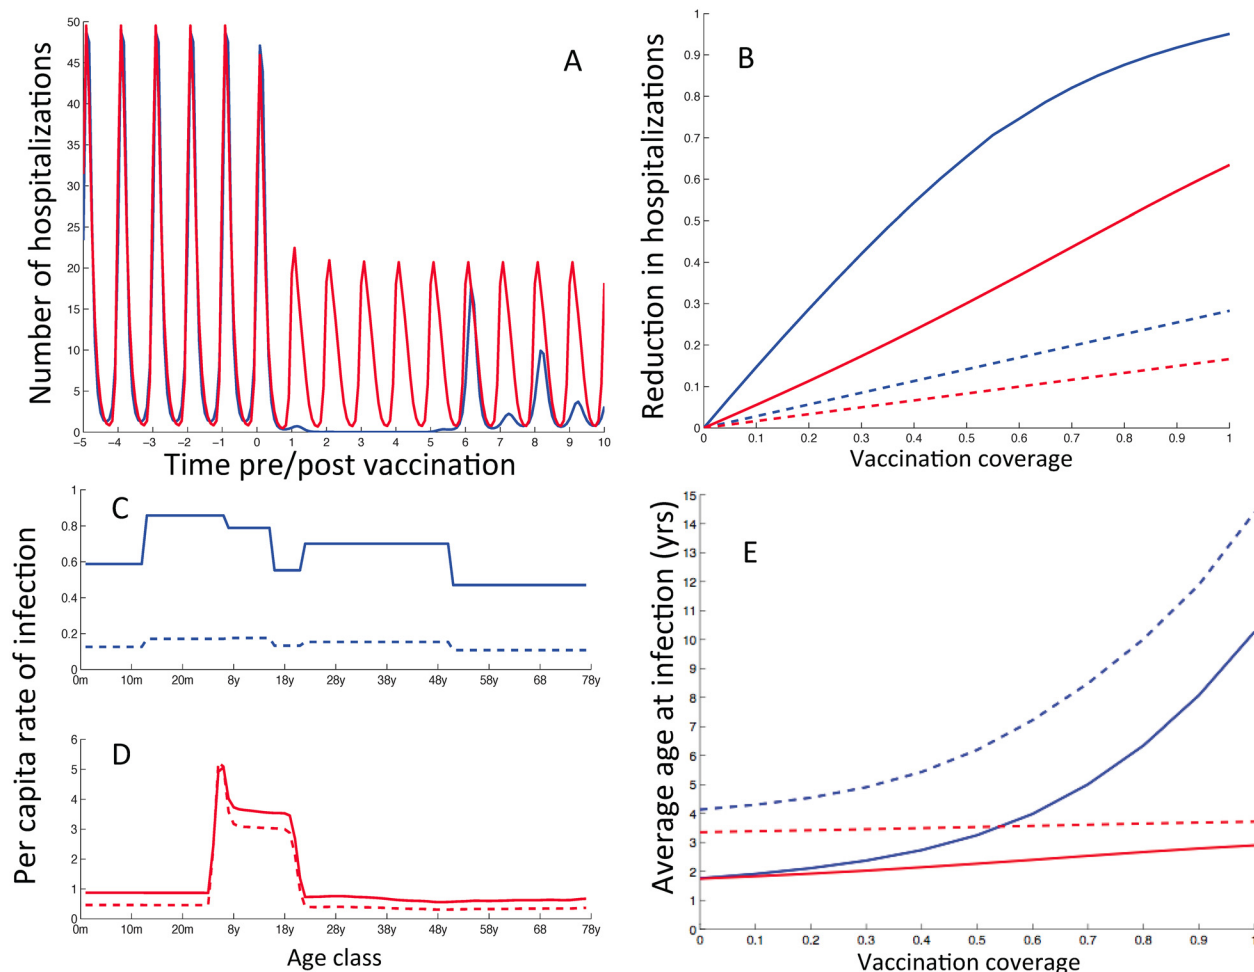 A
Number of hospitalizations
50
45
40
35
30
25
20
15
10
5
0
-5 -4 -3 -2 -1 0 1 2 3 4 5 6 7 8 9 10
Time pre/post vaccination
B
Reduction in hospitalizations
1
0.9
0.8
0.7
0.6
0.5
0.4
0.3
0.2
0.1
0
0 0.1 0.2 0.3 0.4 0.5 0.6 0.7 0.8 0.9 1
Vaccination coverage
Per capita rate of infection
C
1
0.8
0.6
0.4
0.2
0
0m 10m 20m 8y 18y 28y 38y 48y 58y 68 78y
D
6
5
4
3
2
1
0
0m 10m 20m 8y 18y 28y 38y 48y 58y 68 78y
Age class
E
Average age at infection (yrs)
15
14
13
12
11
10
9
8
7
6
5
4
3
2
1
0
0 0.1 0.2 0.3 0.4 0.5 0.6 0.7 0.8 0.9 1
Vaccination coverage